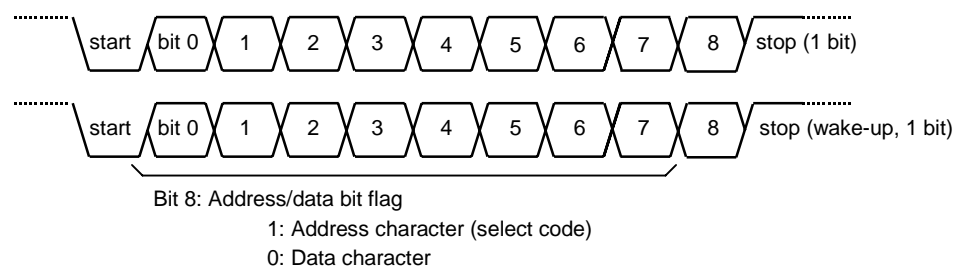 start bit 0 1 2 3 4 5 6 7 8 stop (1 bit)
start bit 0 1 2 3 4 5 6 7 8 stop (wake-up, 1 bit)
Bit 8: Address/data bit flag
1: Address character (select code)
0: Data character